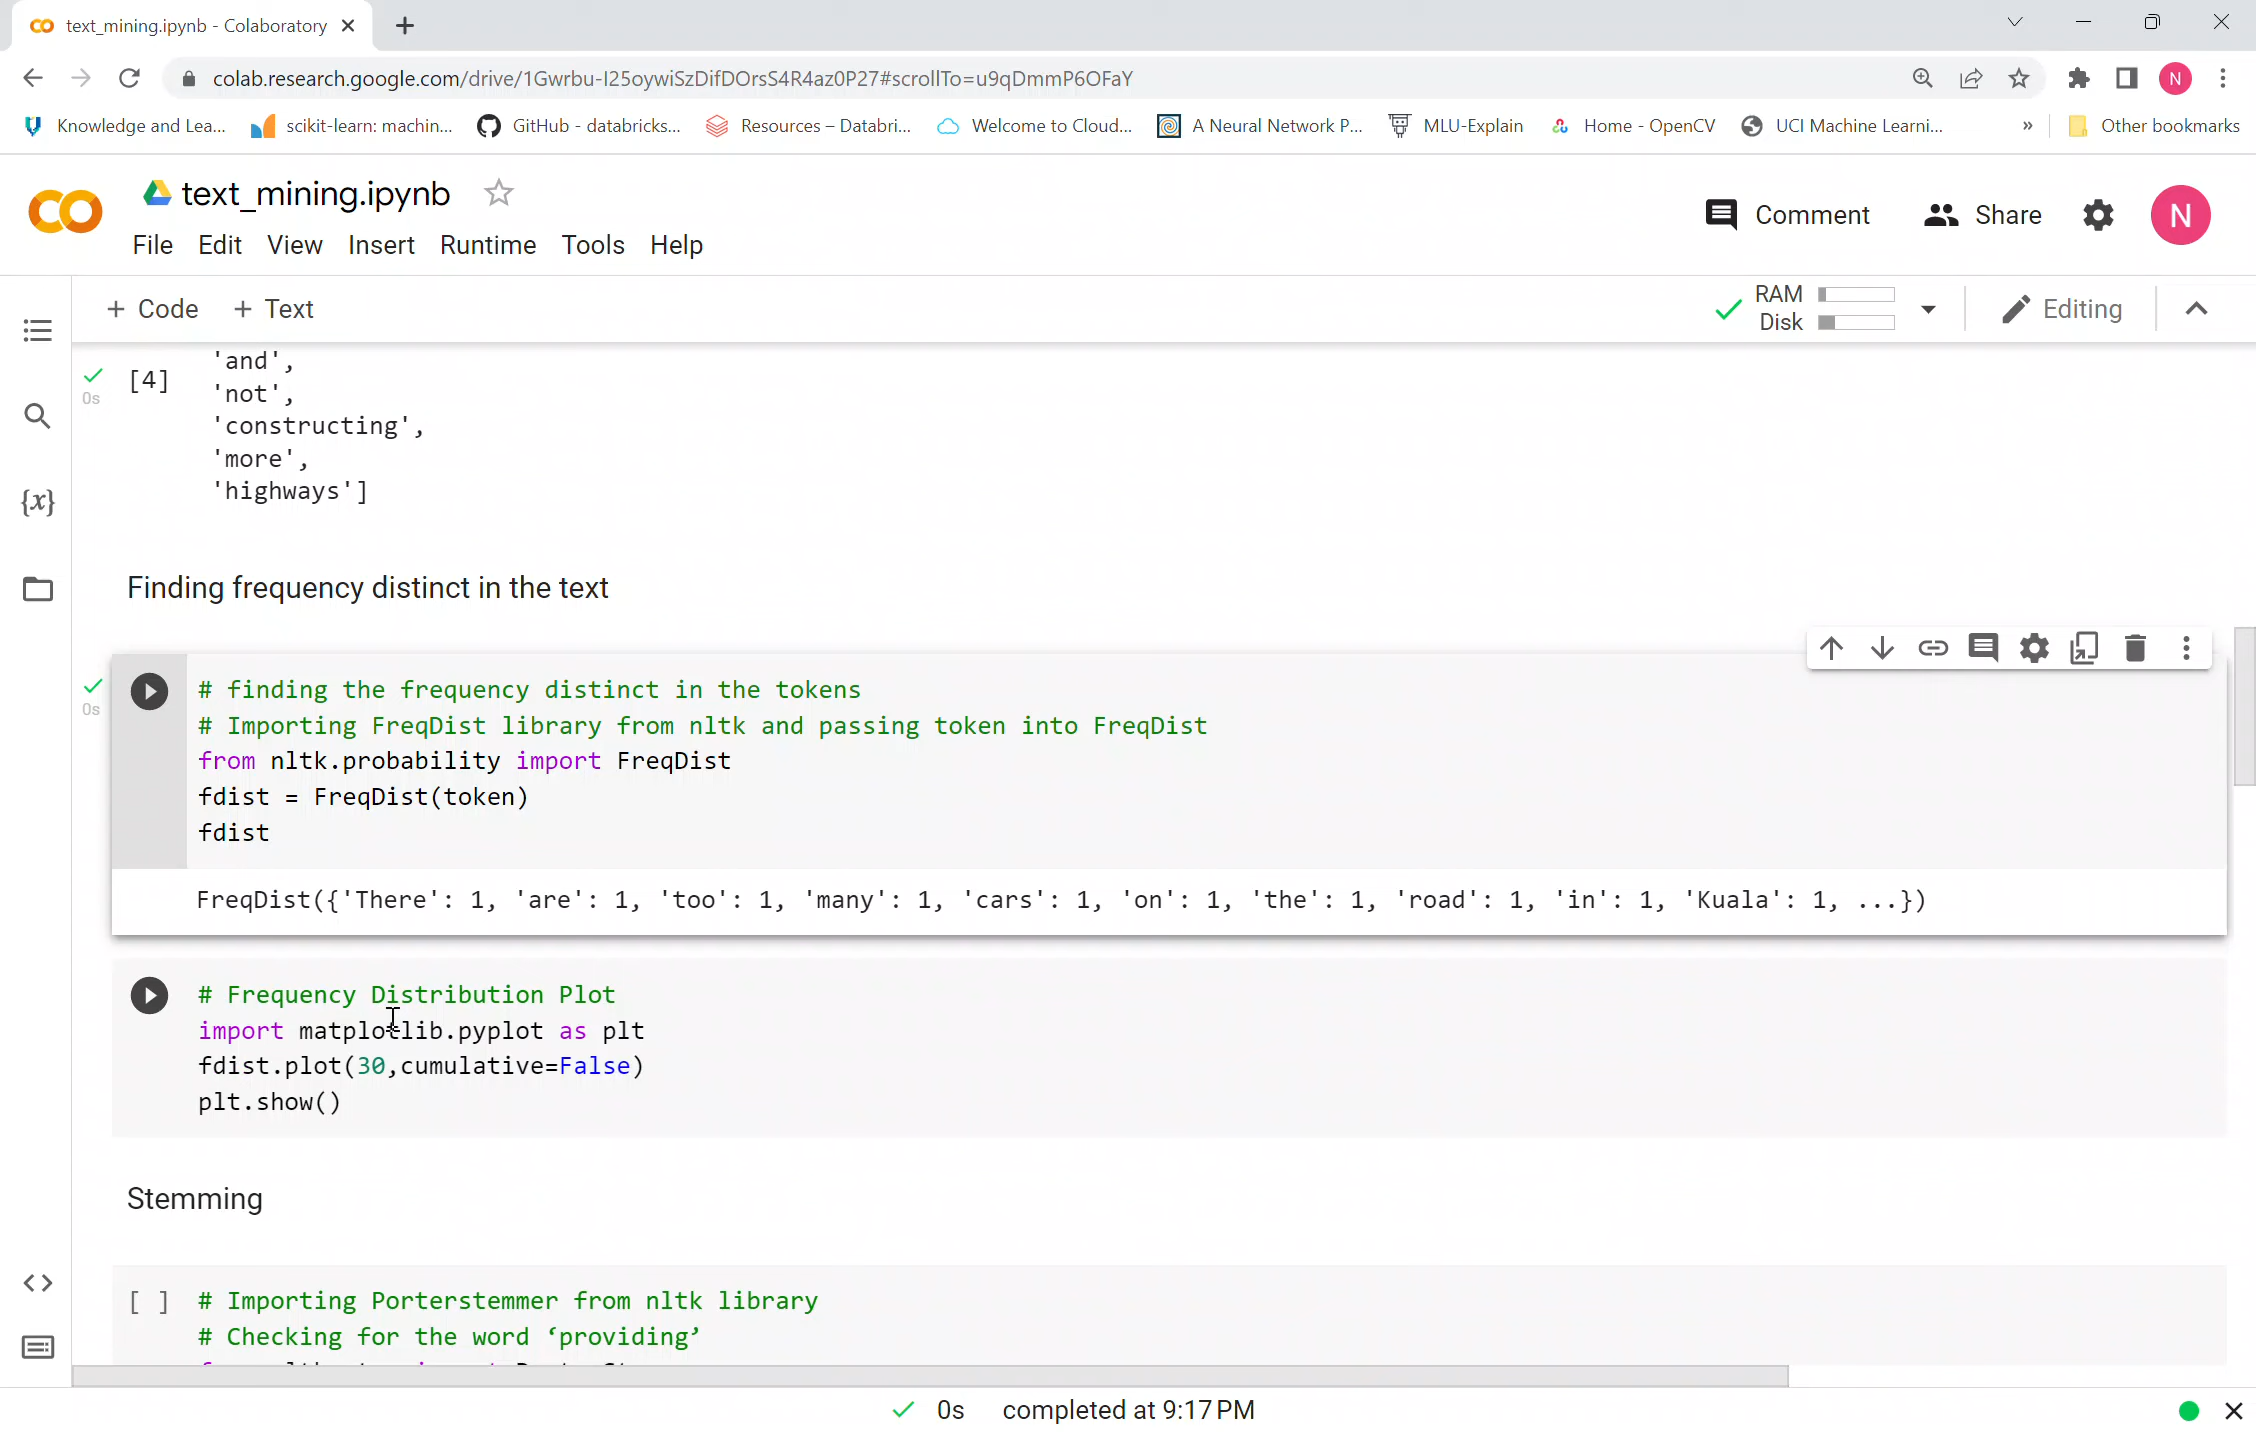 text_mining.ipynb - Colaboratory
colab.research.google.com/drive/1Gwrbu-I25oywiSzDifDOrsS4R4az0P27#scrollTo=u9qDmmP6OFaY
N
Knowledge and Lea... scikit-learn: machin... GitHub - databricks... Resources – Databri... Welcome to Cloud... A Neural Network P... MLU-Explain Home - OpenCV UCI Machine Learni... » Other bookmarks
text_mining.ipynb
Comment Share N
File Edit View Insert Runtime Tools Help
+ Code + Text
RAM
Disk
Editing
'and',
[4]
0s
'not',
'constructing',
'more',
'highways']
{x}
Finding frequency distinct in the text
0s
# finding the frequency distinct in the tokens
# Importing FreqDist library from nltk and passing token into FreqDist
from nltk.probability import FreqDist
fdist = FreqDist(token)
fdist
FreqDist({'There': 1, 'are': 1, 'too': 1, 'many': 1, 'cars': 1, 'on': 1, 'the': 1, 'road': 1, 'in': 1, 'Kuala': 1, ...})
# Frequency Distribution Plot
import matplotlib.pyplot as plt
fdist.plot(30,cumulative=False)
plt.show()
Stemming
[ ] # Importing Porterstemmer from nltk library
# Checking for the word ‘providing’
0s completed at 9:17 PM